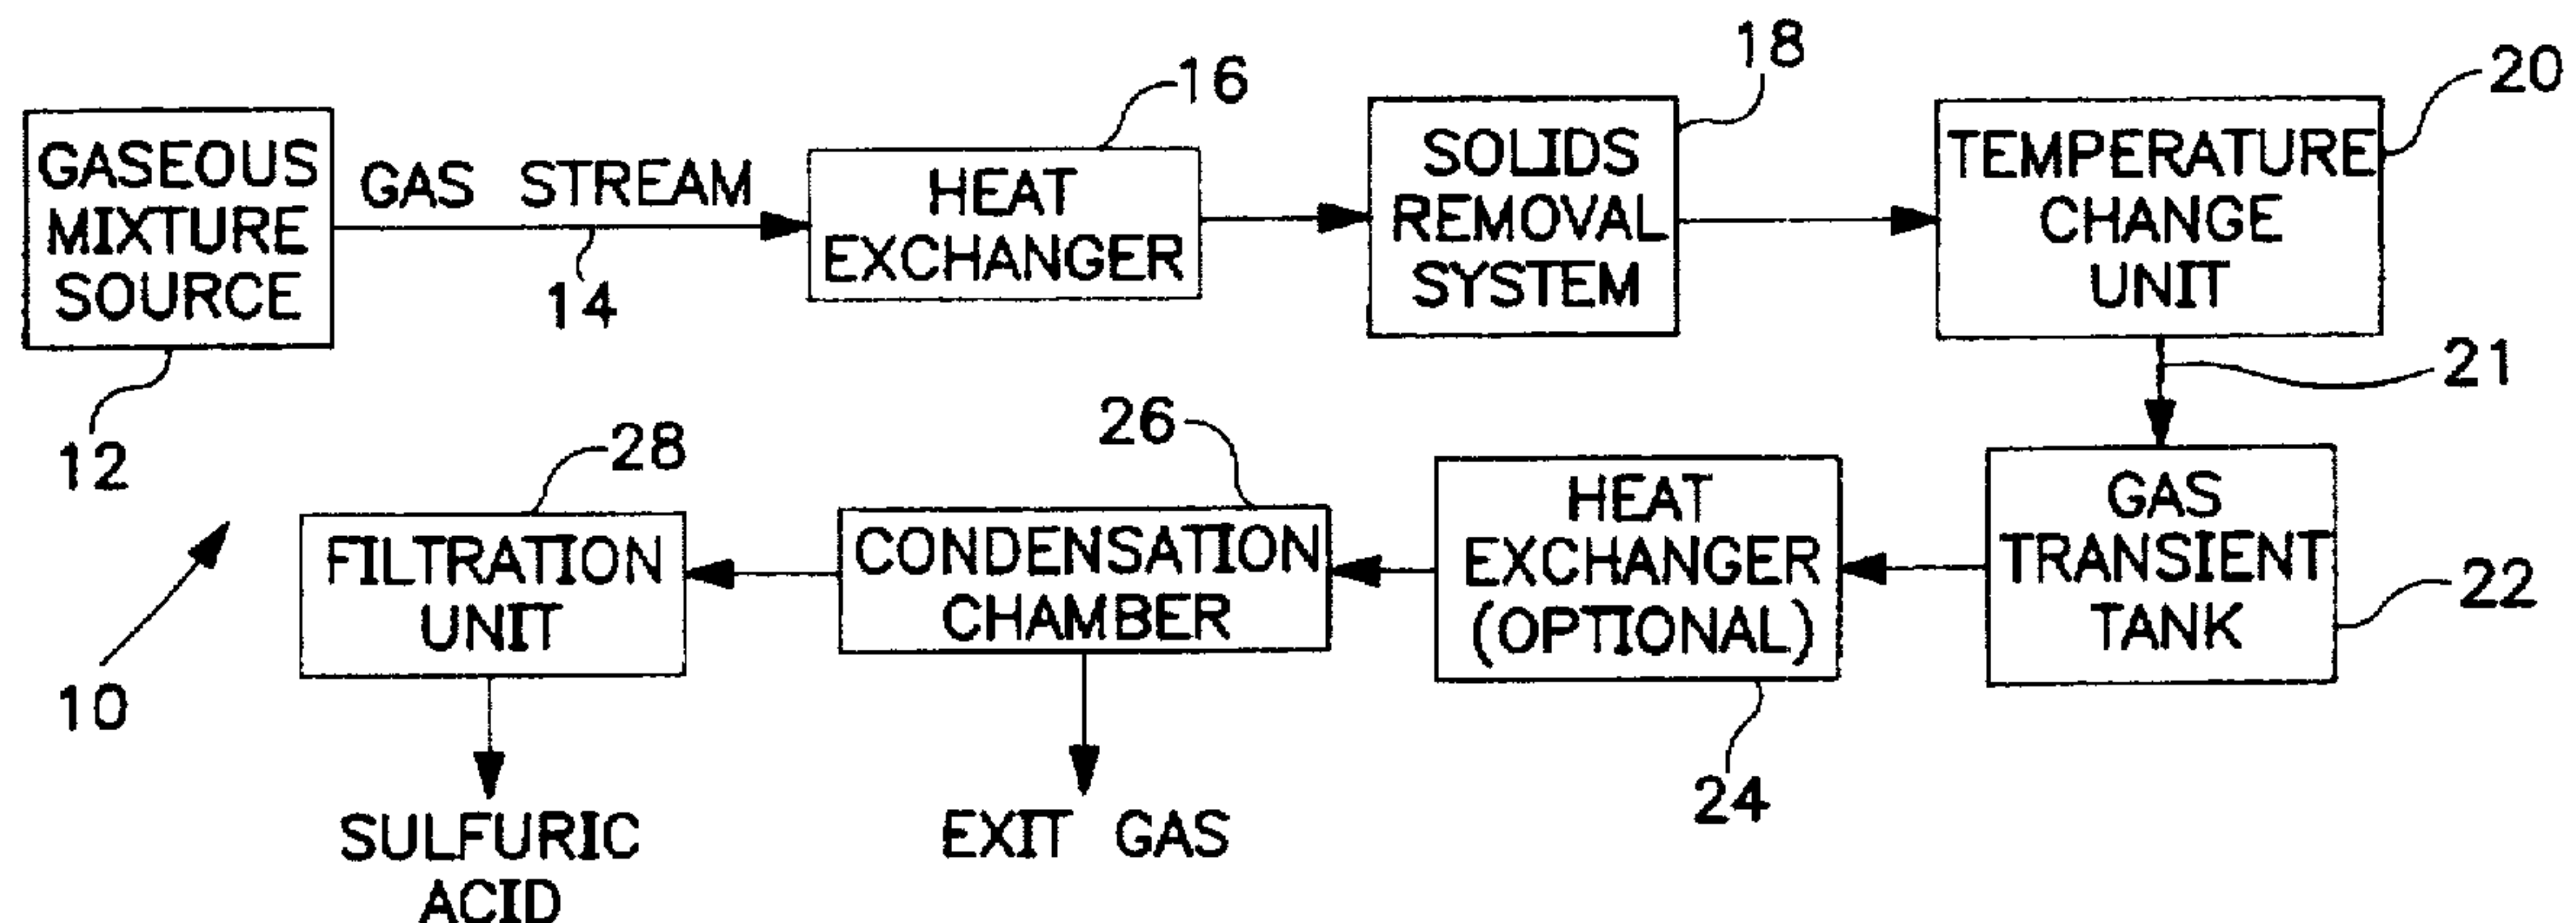 GASEOUS
MIXTURE
SOURCE
12
GAS STREAM
14
HEAT
EXCHANGER
16
SOLIDS
REMOVAL
SYSTEM
18
TEMPERATURE
CHANGE
UNIT
20
21
GAS
TRANSIENT
TANK
22
HEAT
EXCHANGER
(OPTIONAL)
24
CONDENSATION
CHAMBER
26
EXIT GAS
FILTRATION
UNIT
28
SULFURIC
ACID
10